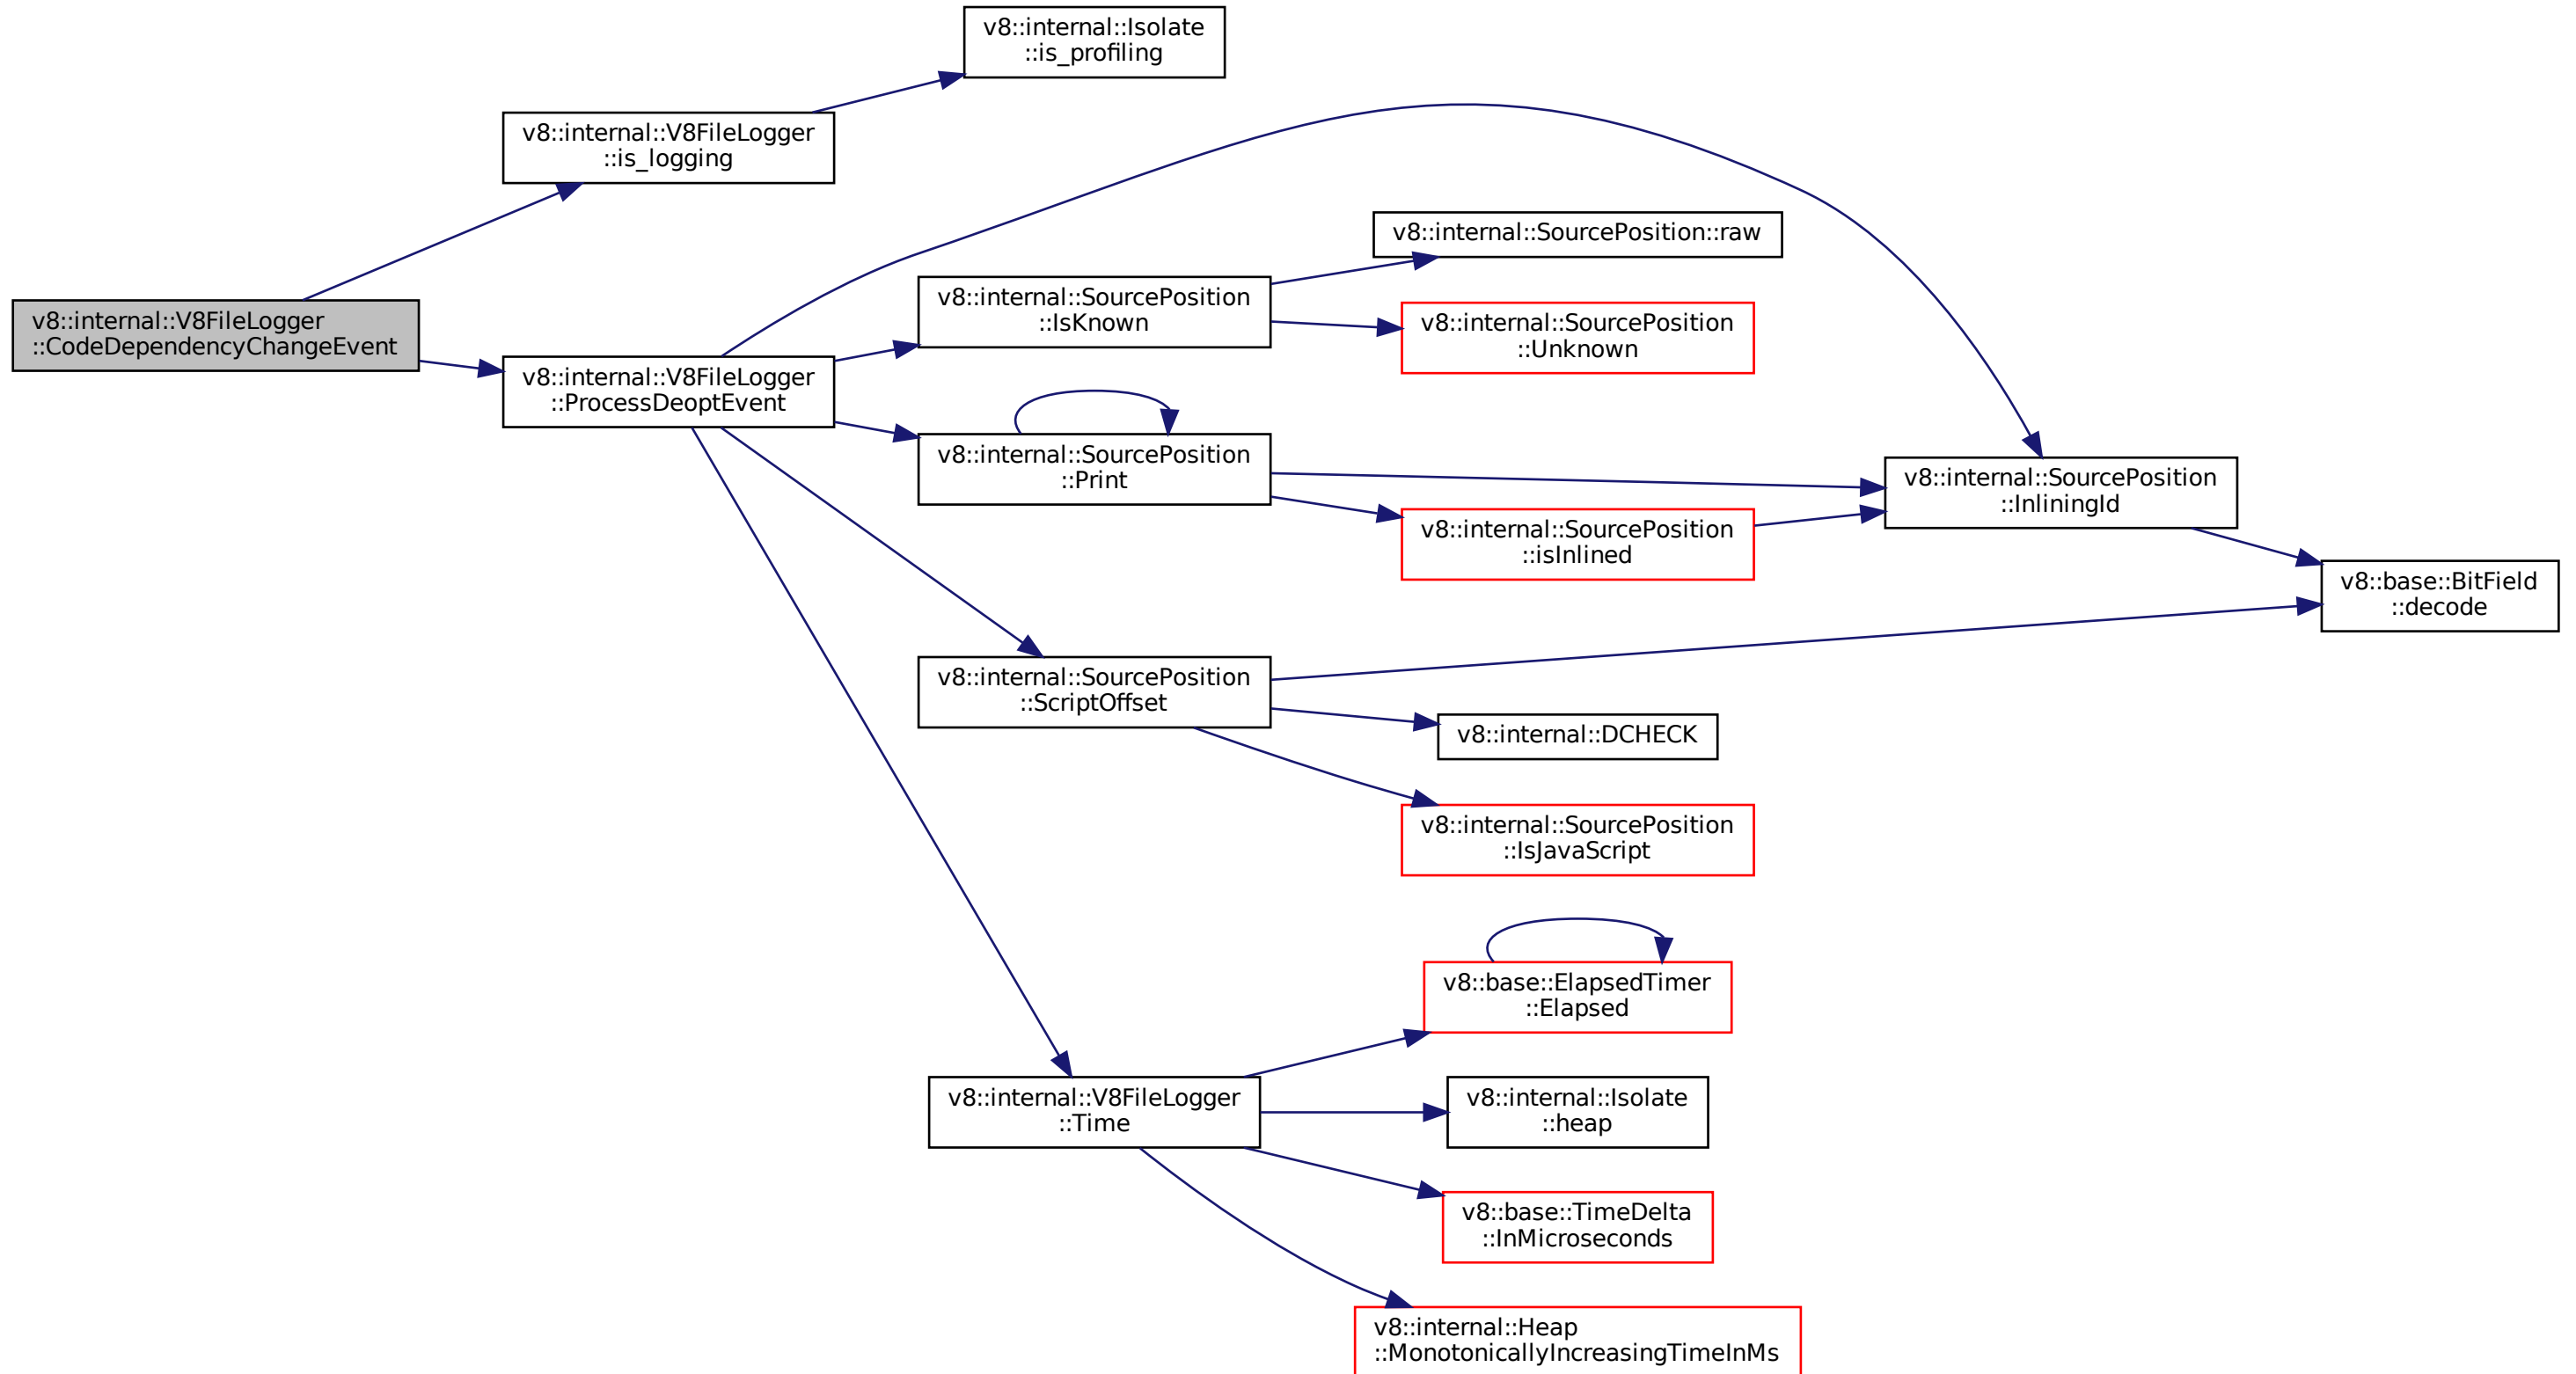 v8::internal::Isolate
::is_profiling
v8::internal::V8FileLogger
::is_logging
v8::internal::SourcePosition::raw
v8::internal::SourcePosition
::IsKnown
v8::internal::SourcePosition
::Unknown
v8::internal::V8FileLogger
::CodeDependencyChangeEvent
v8::internal::V8FileLogger
::ProcessDeoptEvent
v8::internal::SourcePosition
::Print
v8::internal::SourcePosition
::InliningId
v8::internal::SourcePosition
::isInlined
v8::base::BitField
::decode
v8::internal::SourcePosition
::ScriptOffset
v8::internal::DCHECK
v8::internal::SourcePosition
::IsJavaScript
v8::base::ElapsedTimer
::Elapsed
v8::internal::V8FileLogger
::Time
v8::internal::Isolate
::heap
v8::base::TimeDelta
::InMicroseconds
v8::internal::Heap
::MonotonicallyIncreasingTimeInMs